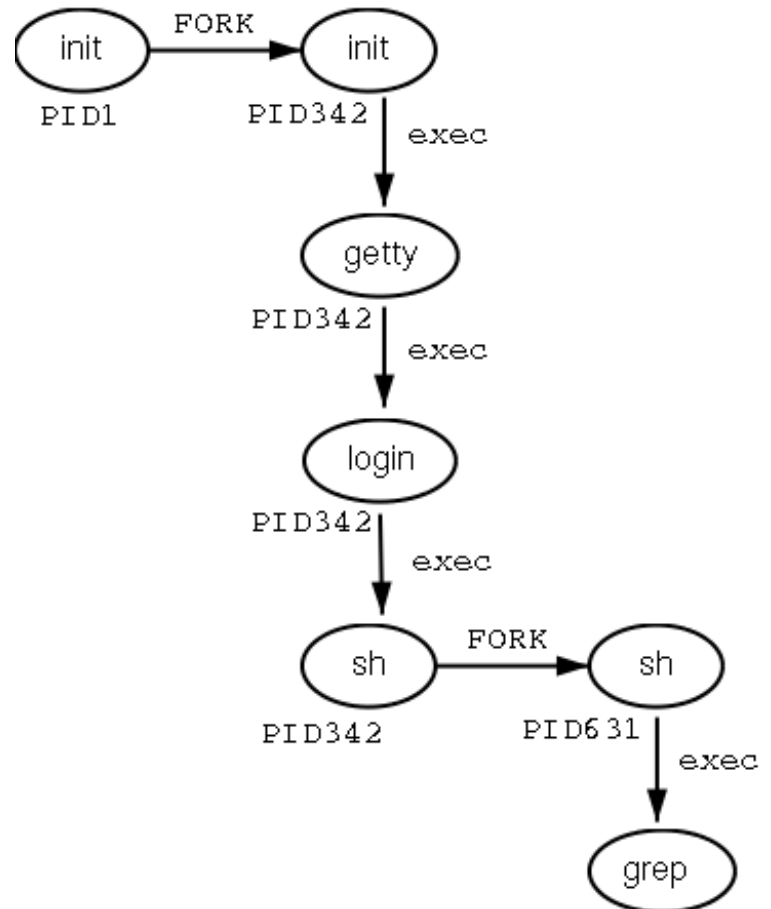 FORK
init
init
PID1
PID342
exec
getty
PID342
exec
login
PID342
exec
FORK
sh
sh
PID342
PID631
exec
grep